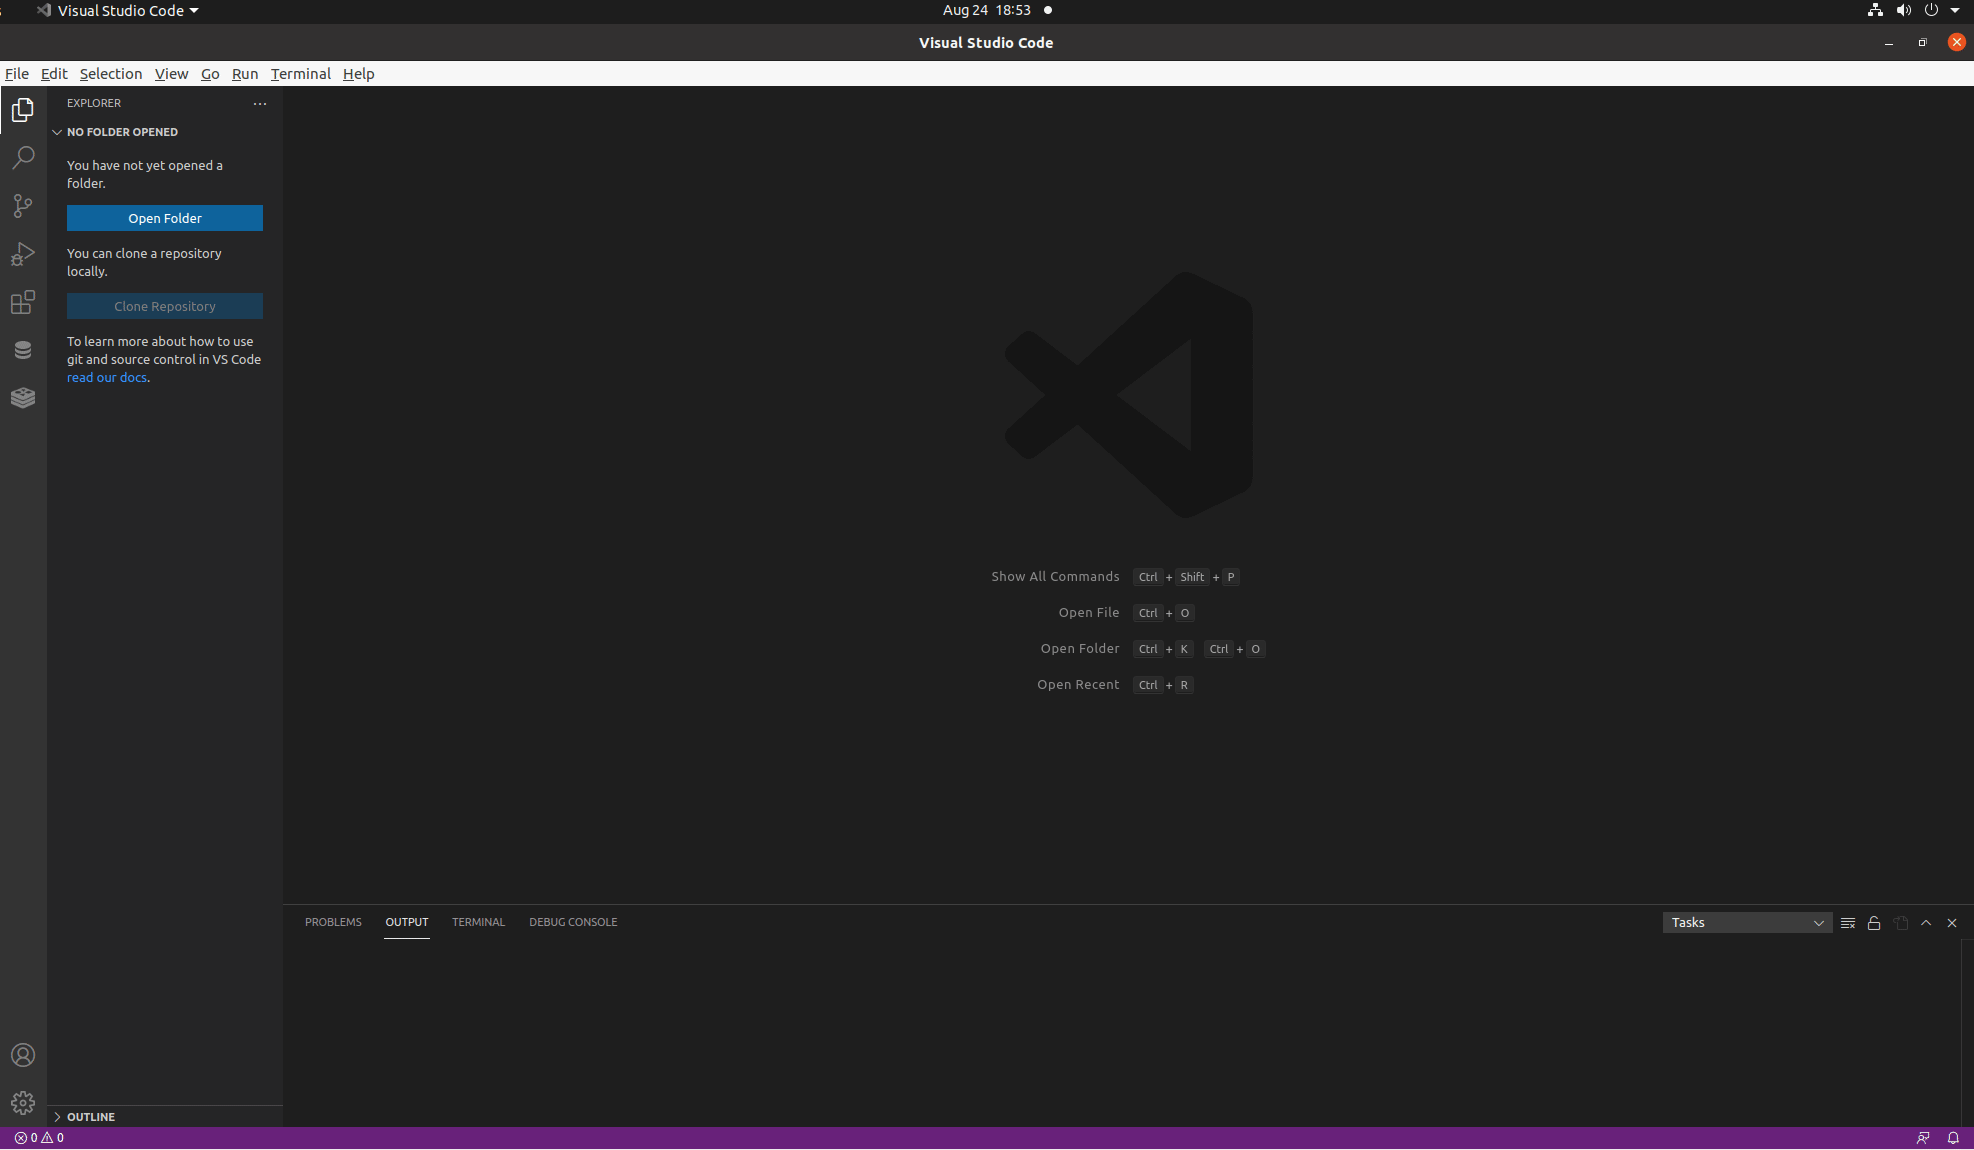 Visual Studio Code
Aug 24 18:53
Visual Studio Code
File Edit Selection View Go Run Terminal Help
EXPLORER
NO FOLDER OPENED
You have not yet opened a
folder.
Open Folder
You can clone a repository
locally.
Clone Repository
To learn more about how to use
git and source control in VS Code
read our docs.
Show All Commands Ctrl + Shift + P
Open File Ctrl + O
Open Folder Ctrl + K Ctrl + O
Open Recent Ctrl + R
PROBLEMS OUTPUT TERMINAL DEBUG CONSOLE
Tasks
OUTLINE
0 0